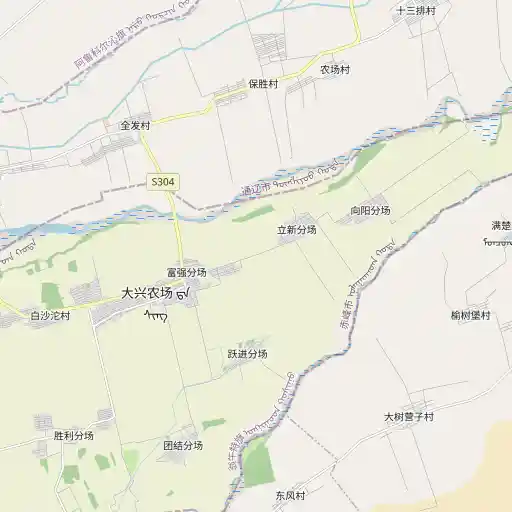 十三排村
阿鲁科尔沁旗
农场村
保胜村
全发村
S304
通辽市
向阳分场
满楚
立新分场
富强分场
大兴农场
白沙沱村
赤峰市
榆树堡村
跃进分场
大树营子村
胜利分场
团结分场
翁牛特旗
东风村